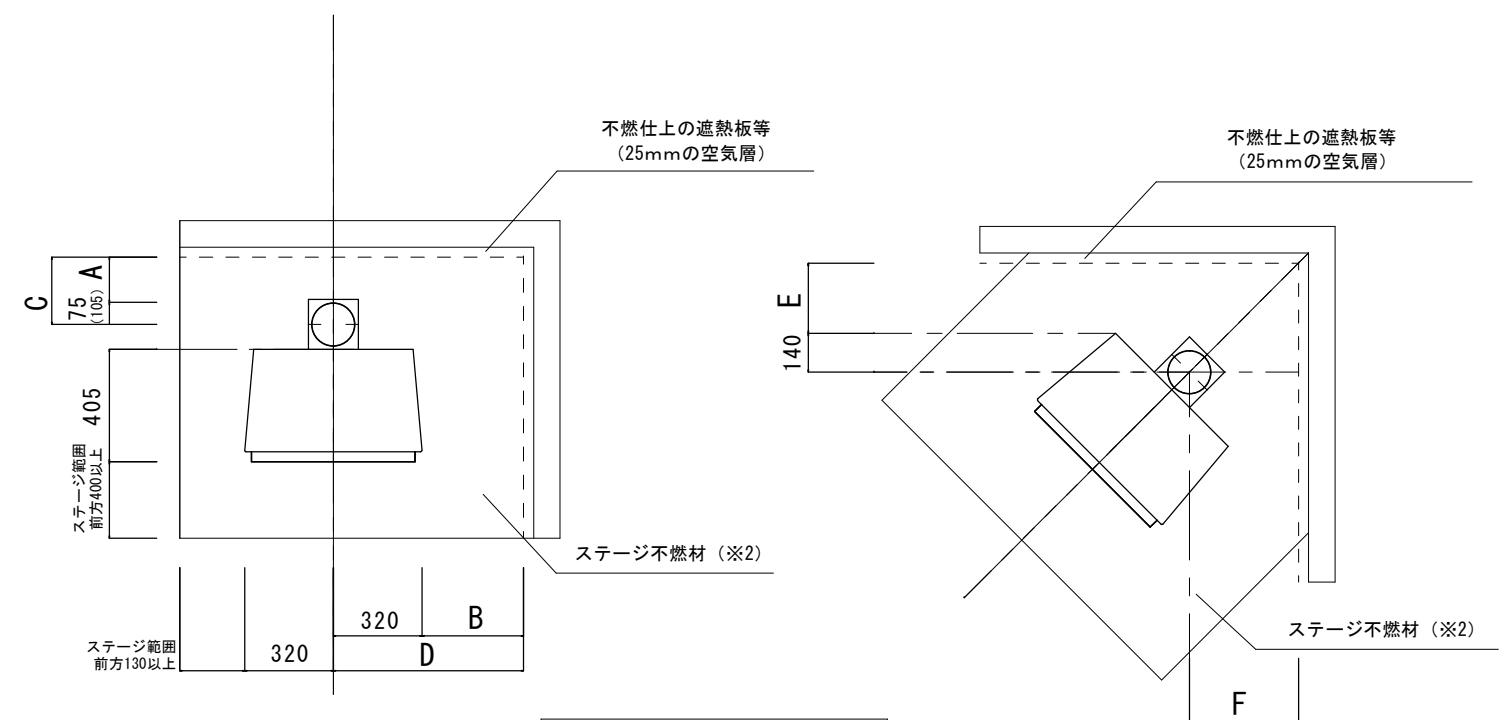 不燃仕上の遮熱板等
(25mmの空気層)
C
A
75
(105)
405
ステージ範囲
前方400以上
ステージ不燃材 (※2)
320
B
ステージ範囲
前方130以上
320
D
不燃仕上の遮熱板等
(25mmの空気層)
E
140
ステージ不燃材 (※2)
F